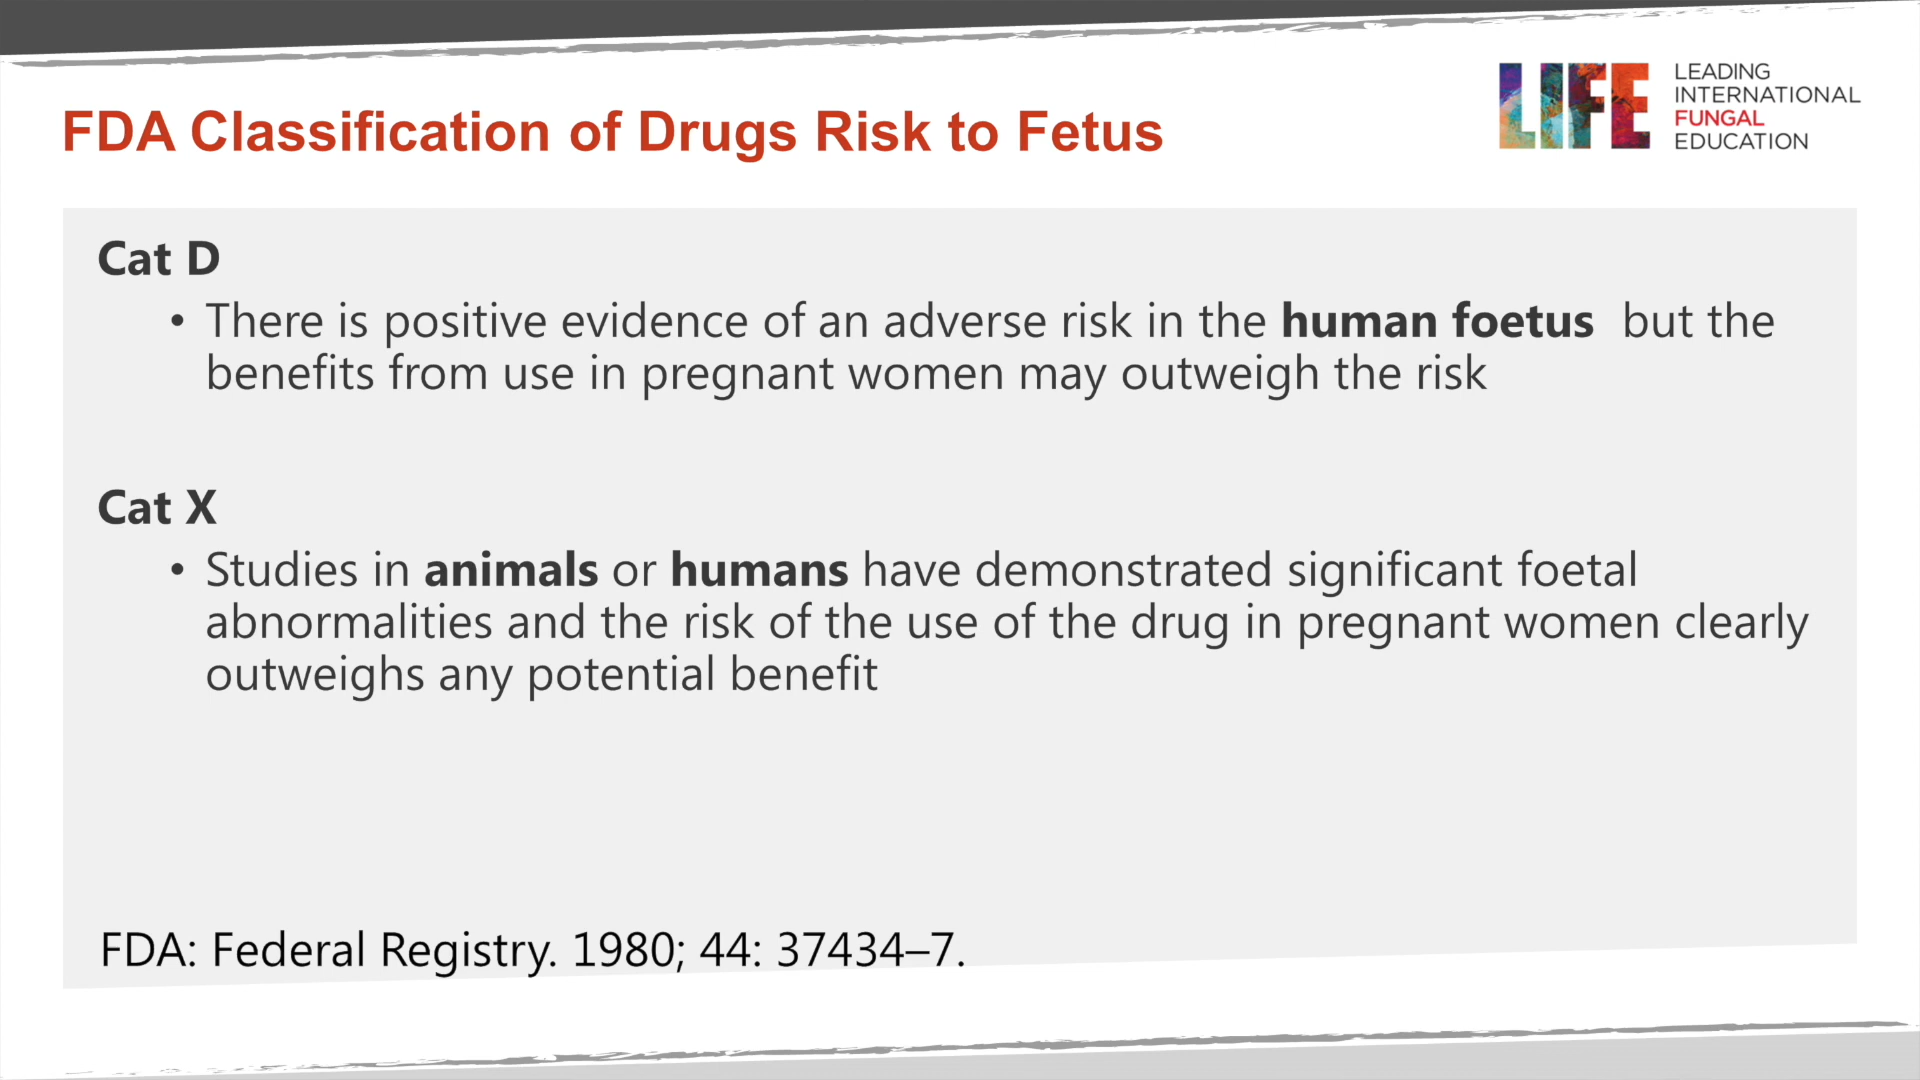 LIFE
LEADING
INTERNATIONAL
FUNGAL
EDUCATION
FDA Classification of Drugs Risk to Fetus
Cat D
• There is positive evidence of an adverse risk in the human foetus but the
benefits from use in pregnant women may outweigh the risk
Cat X
• Studies in animals or humans have demonstrated significant foetal
abnormalities and the risk of the use of the drug in pregnant women clearly
outweighs any potential benefit
FDA: Federal Registry. 1980; 44: 37434–7.